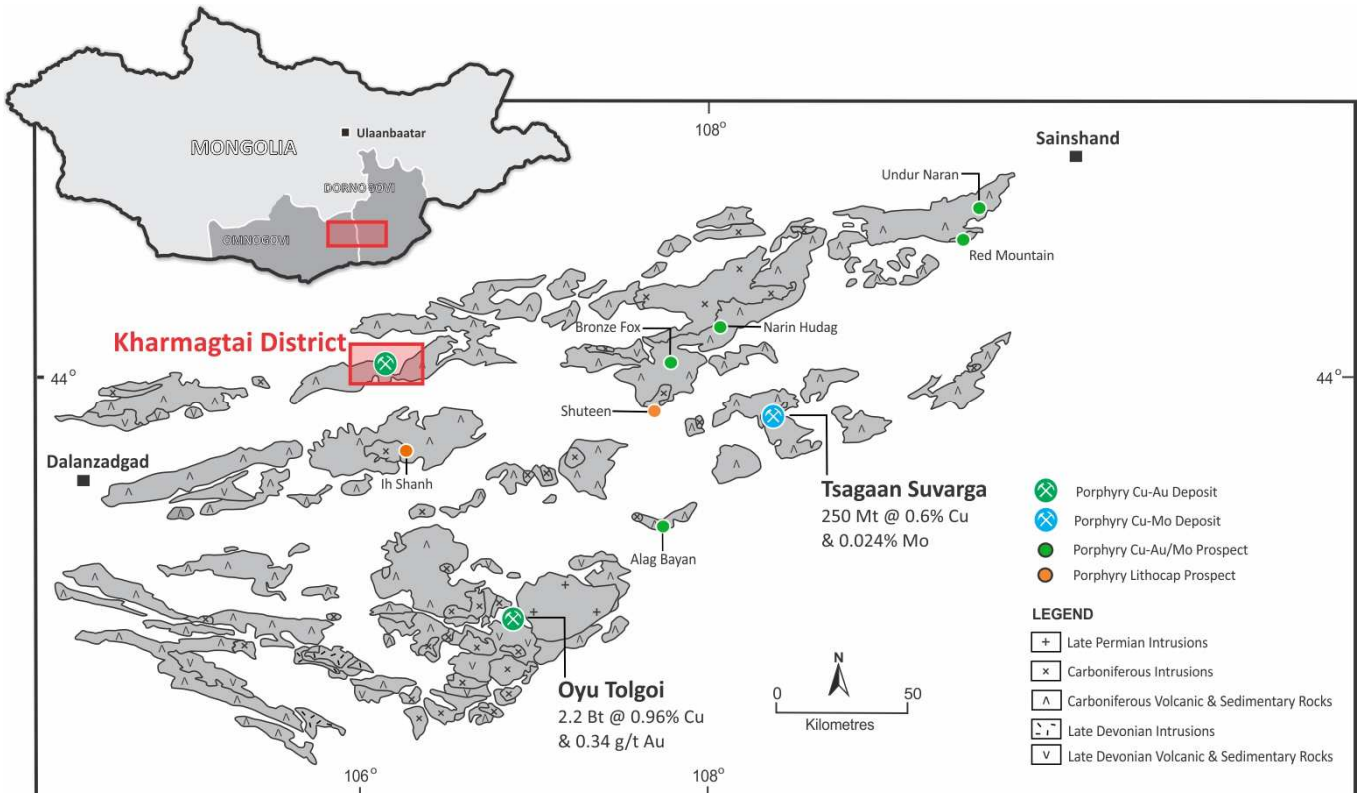 Ulaanbaatar
MONGOLIA
DORNOGOVI
OMNOGOVI
108°
Sainshand
Undur Naran
Red Mountain
Bronze Fox
Narin Hudag
Kharmagtai District
44°
44°
Shuteen
Dalanzadgad
Ih Shanh
Tsagaan Suvarga
250 Mt @ 0.6% Cu
& 0.024% Mo
Alag Bayan
Oyu Tolgoi
2.2 Bt @ 0.96% Cu
& 0.34 g/t Au
N
0 50
Kilometres
Porphyry Cu-Au Deposit
Porphyry Cu-Mo Deposit
Porphyry Cu-Au/Mo Prospect
Porphyry Lithocap Prospect
LEGEND
Late Permian Intrusions
Carboniferous Intrusions
Carboniferous Volcanic & Sedimentary Rocks
Late Devonian Intrusions
Late Devonian Volcanic & Sedimentary Rocks
106°
108°